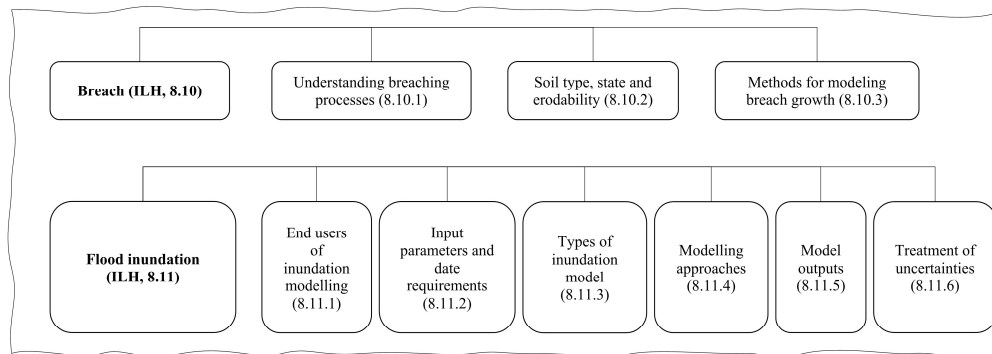 Breach (ILH, 8.10)
Understanding breaching
processes (8.10.1)
Soil type, state and
erodability (8.10.2)
Methods for modeling
breach growth (8.10.3)
Flood inundation
(ILH, 8.11)
End users
of
inundation
modelling
(8.11.1)
Input
parameters and
date
requirements
(8.11.2)
Types of
inundation
model
(8.11.3)
Modelling
approaches
(8.11.4)
Model
outputs
(8.11.5)
Treatment of
uncertainties
(8.11.6)